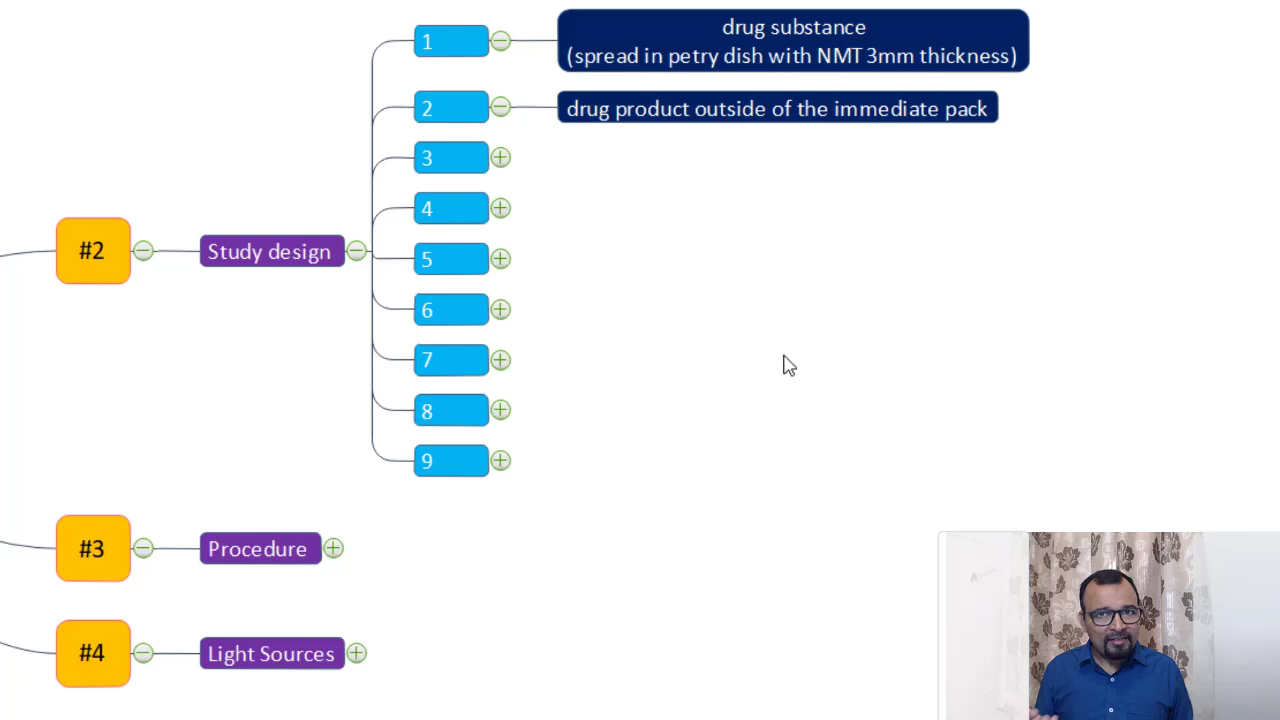 1
drug substance
(spread in petry dish with NMT 3mm thickness)
2
drug product outside of the immediate pack
3
4
#2
Study design
5
6
7
8
9
#3
Procedure
#4
Light Sources